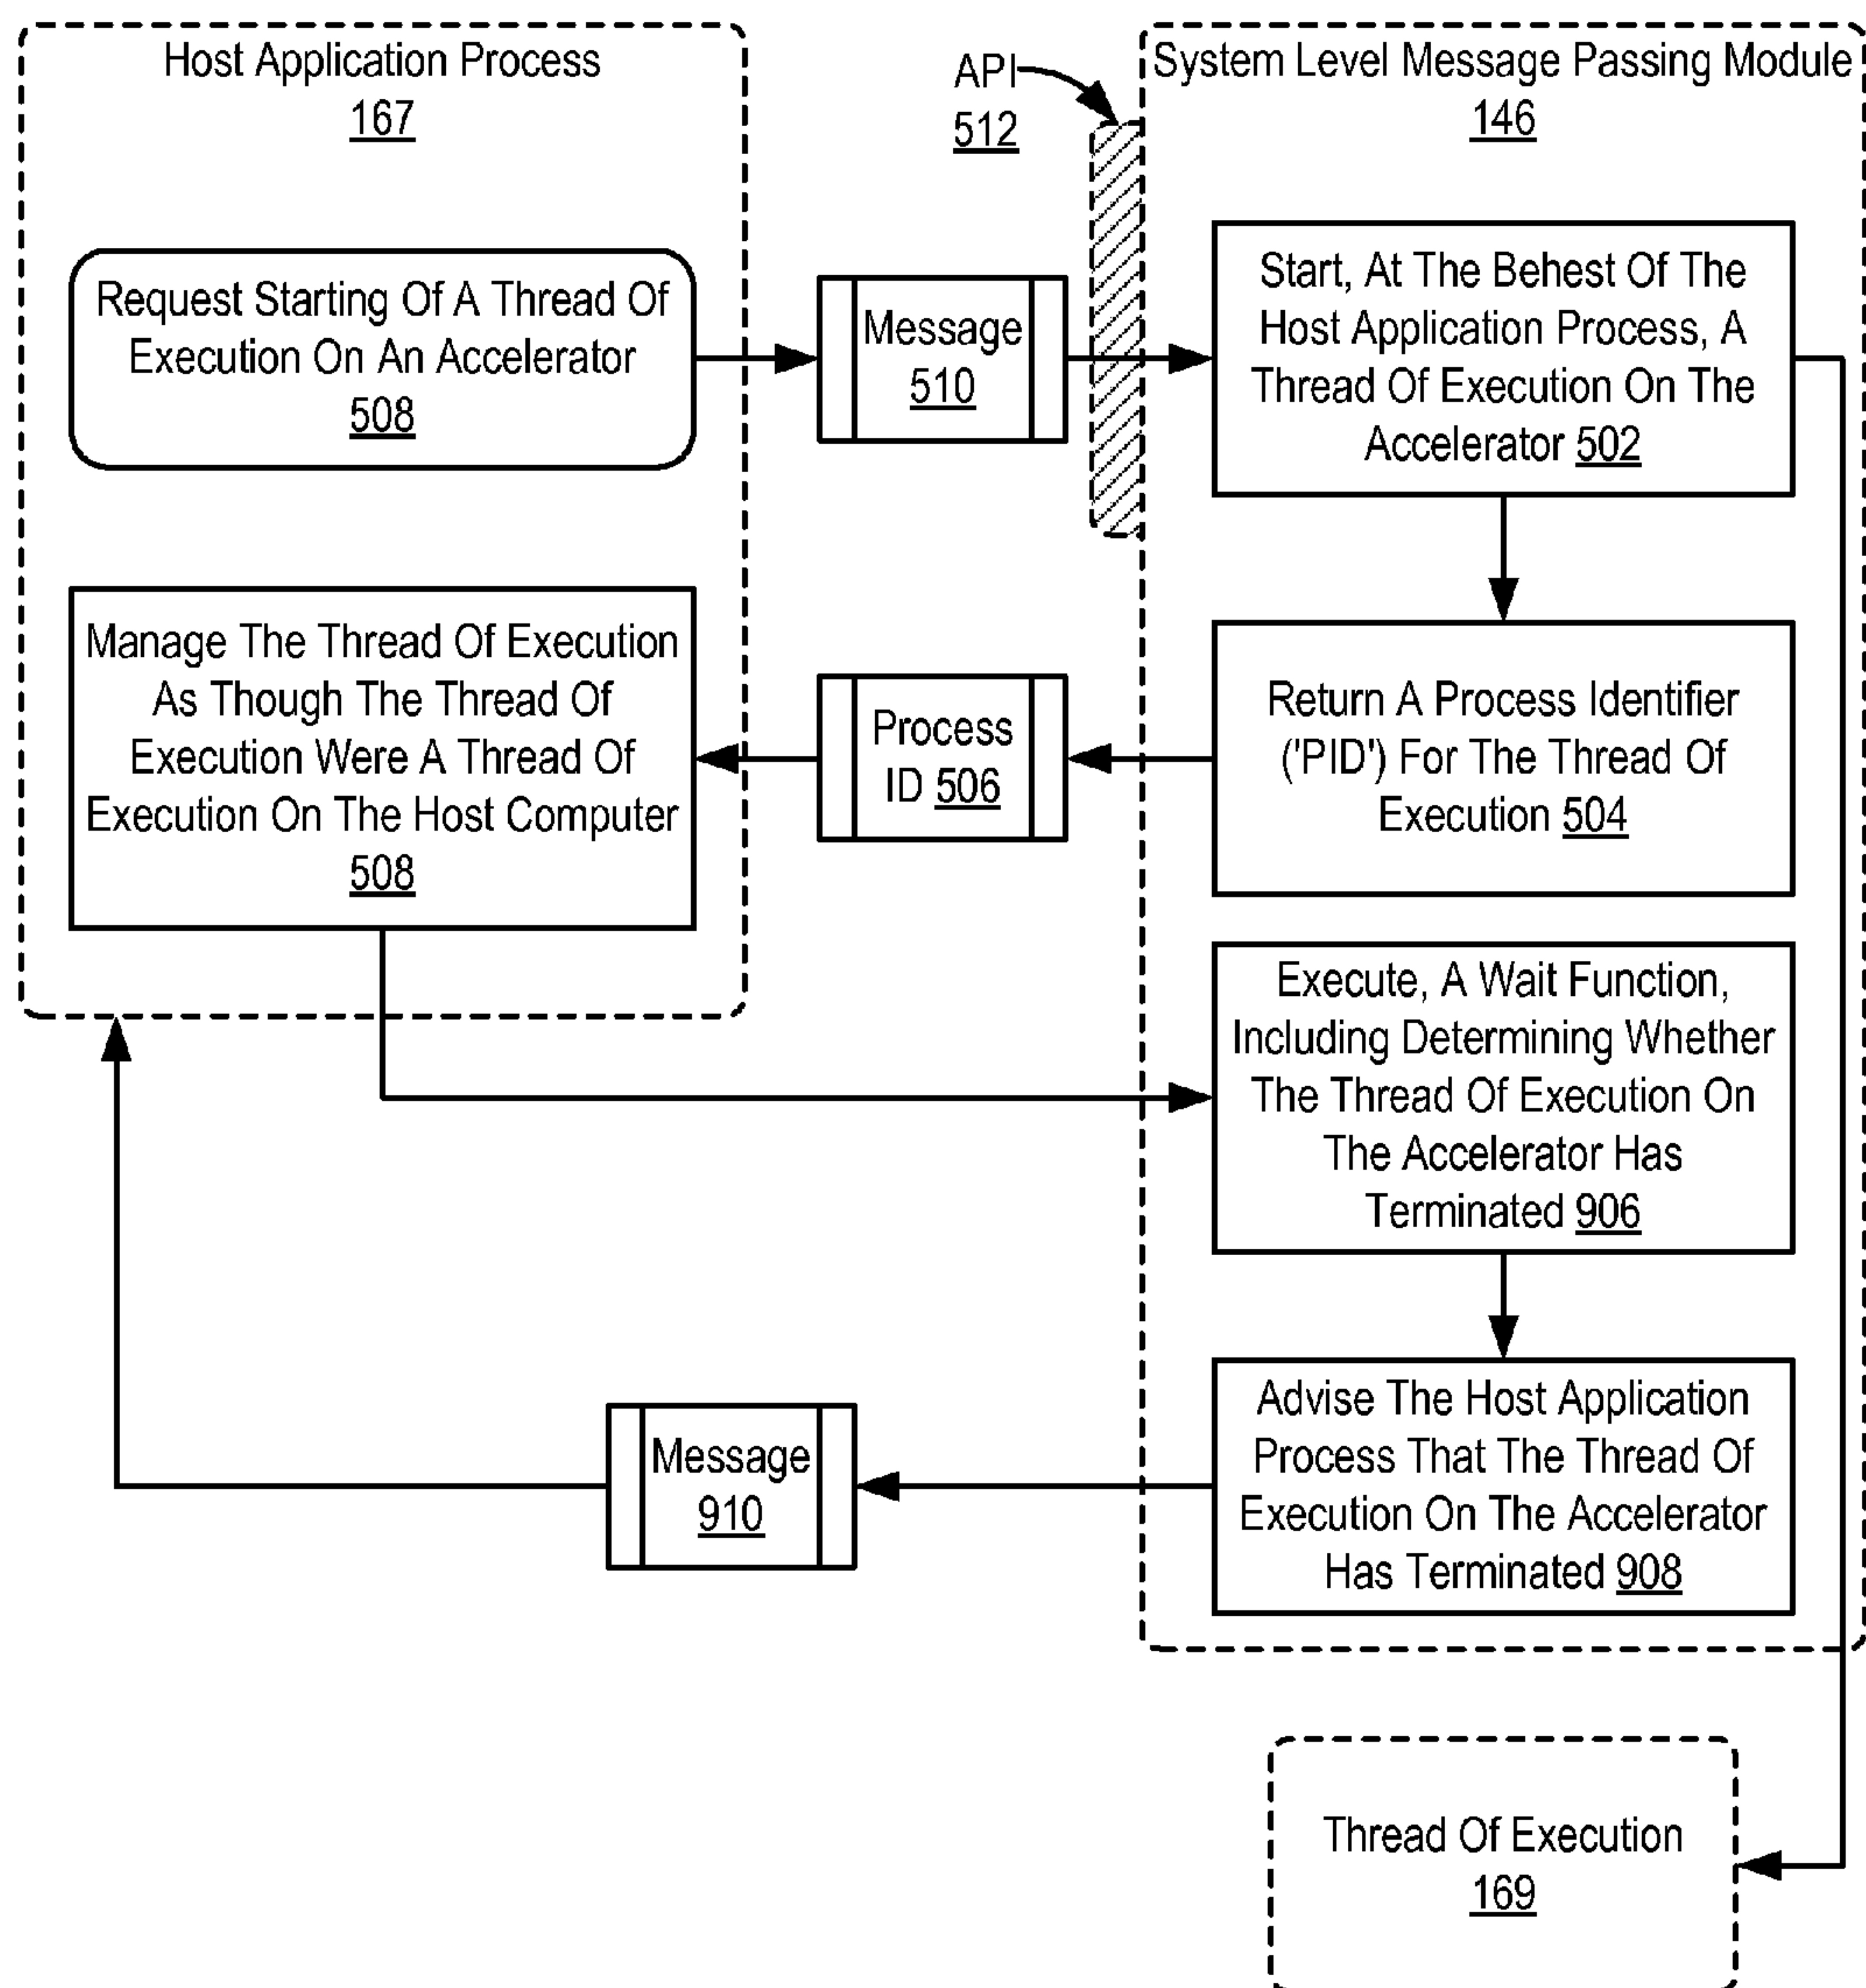 Host Application Process
167
API
512
System Level Message Passing Module
146
Request Starting Of A Thread Of
Execution On An Accelerator
508
Message
510
Start, At The Behest Of The
Host Application Process, A
Thread Of Execution On The
Accelerator 502
Manage The Thread Of Execution
As Though The Thread Of
Execution Were A Thread Of
Execution On The Host Computer
508
Process
ID 506
Return A Process Identifier
('PID') For The Thread Of
Execution 504
Execute, A Wait Function,
Including Determining Whether
The Thread Of Execution On
The Accelerator Has
Terminated 906
Message
910
Advise The Host Application
Process That The Thread Of
Execution On The Accelerator
Has Terminated 908
Thread Of Execution
169